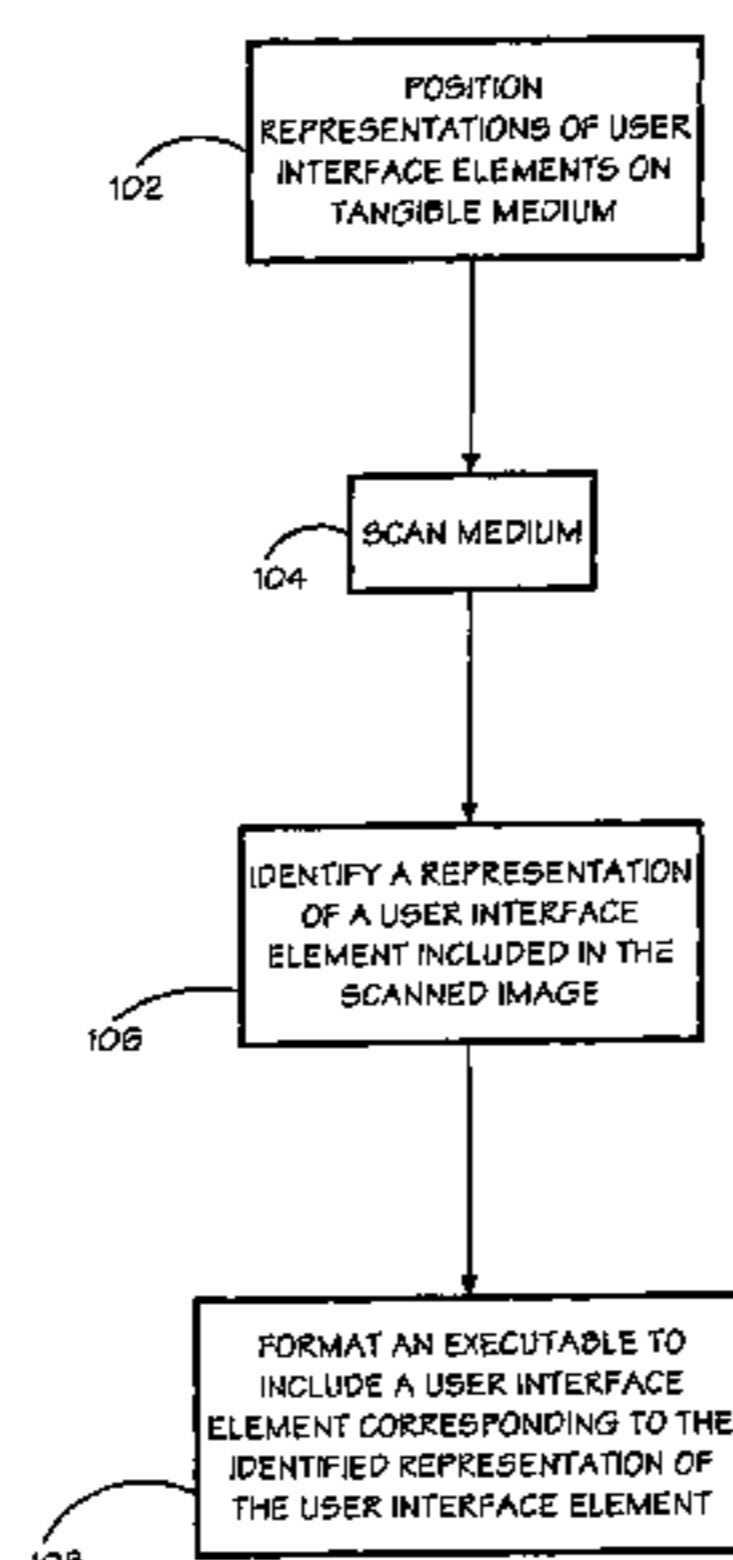 POSITION
REPRESENTATIONS OF USER
INTERFACE ELEMENTS ON
TANGIBLE MEDIUM
102
SCAN MEDIUM
104
IDENTIFY A REPRESENTATION
OF A USER INTERFACE
ELEMENT INCLUDED IN THE
SCANNED IMAGE
106
FORMAT AN EXECUTABLE TO
INCLUDE A USER INTERFACE
ELEMENT CORRESPONDING TO THE
IDENTIFIED REPRESENTATION OF
THE USER INTERFACE ELEMENT